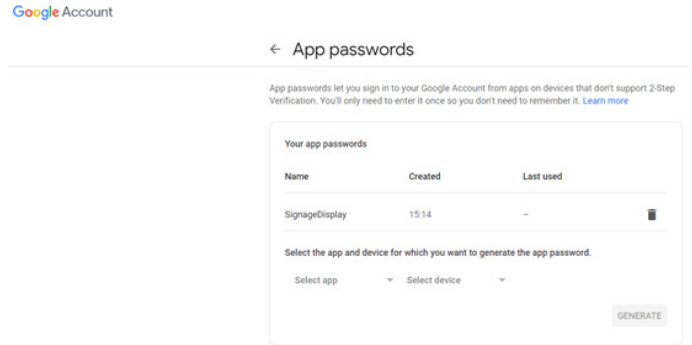 Google Account
← App passwords
App passwords let you sign in to your Google Account from apps on devices that don't support 2-Step
Verification. You'll only need to enter it once so you don't need to remember it. Learn more
Your app passwords
Name Created Last used
SignageDisplay 15:14 –
Select the app and device for which you want to generate the app password.
Select app Select device
GENERATE